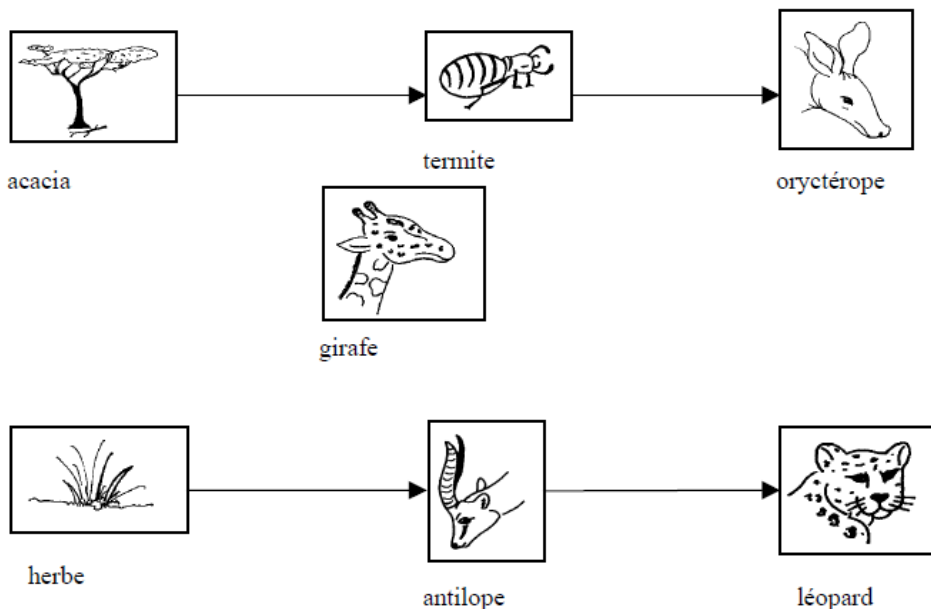 acacia
termite
oryctérope
girafe
herbe
antilope
léopard